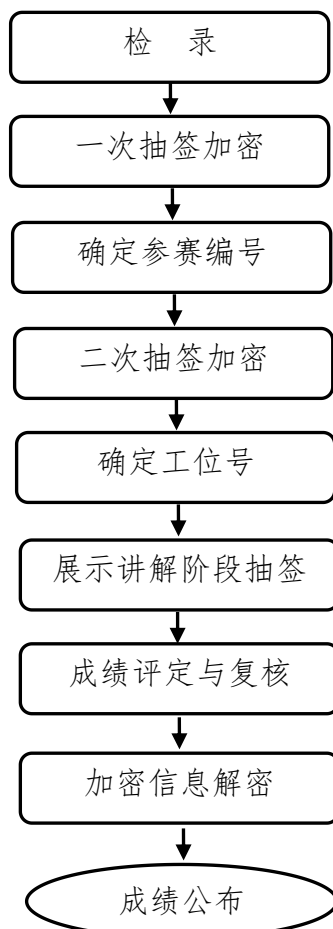 检 录
一次抽签加密
确定参赛编号
二次抽签加密
确定工位号
展示讲解阶段抽签
成绩评定与复核
加密信息解密
成绩公布